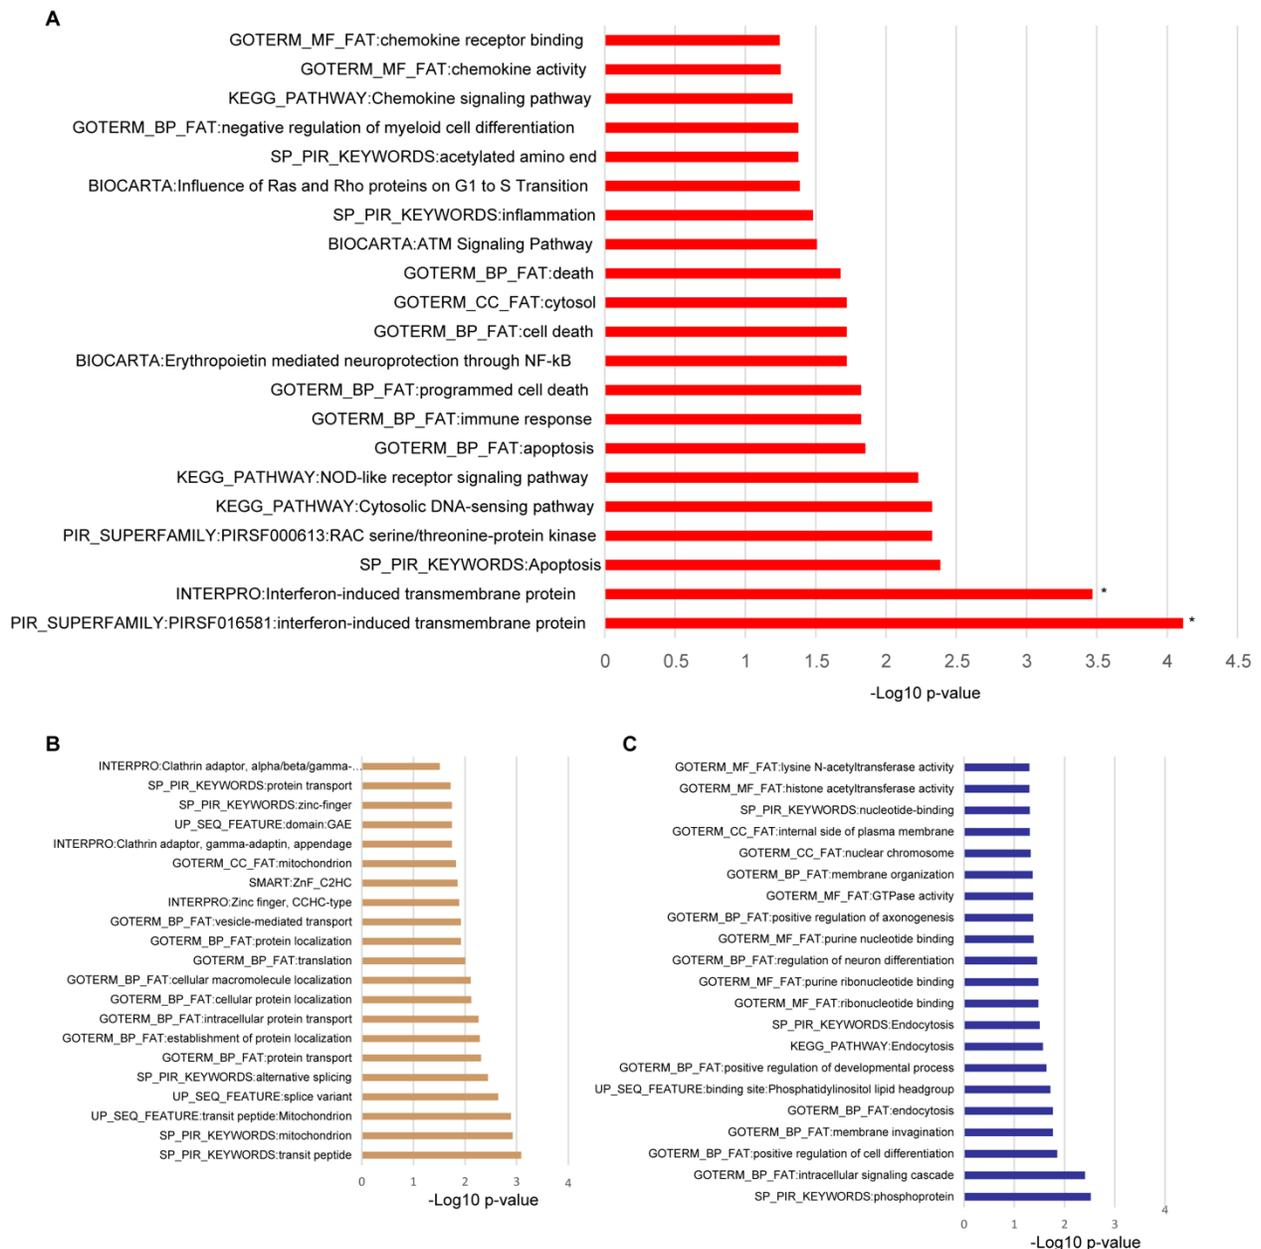 A
GOTERM_MF_FAT:chemokine receptor binding
GOTERM_MF_FAT:chemokine activity
KEGG_PATHWAY:Chemokine signaling pathway
GOTERM_BP_FAT:negative regulation of myeloid cell differentiation
SP_PIR_KEYWORDS:acetylated amino end
BIOCARTA:Influence of Ras and Rho proteins on G1 to S Transition
SP_PIR_KEYWORDS:inflammation
BIOCARTA:ATM Signaling Pathway
GOTERM_BP_FAT:death
GOTERM_CC_FAT:cytosol
GOTERM_BP_FAT:cell death
BIOCARTA:Erythropoietin mediated neuroprotection through NF-kB
GOTERM_BP_FAT:programmed cell death
GOTERM_BP_FAT:immune response
GOTERM_BP_FAT:apoptosis
KEGG_PATHWAY:NOD-like receptor signaling pathway
KEGG_PATHWAY:Cytosolic DNA-sensing pathway
PIR_SUPERFAMILY:PIRSF000613:RAC serine/threonine-protein kinase
SP_PIR_KEYWORDS:Apoptosis
INTERPRO:Interferon-induced transmembrane protein *
PIR_SUPERFAMILY:PIRSF016581:interferon-induced transmembrane protein *
0 0.5 1 1.5 2 2.5 3 3.5 4 4.5
-Log10 p-value
B
INTERPRO:Clathrin adaptor, alpha/beta/gamma-...
SP_PIR_KEYWORDS:protein transport
SP_PIR_KEYWORDS:zinc-finger
UP_SEQ_FEATURE:domain:GAE
INTERPRO:Clathrin adaptor, gamma-adaptin, appendage
GOTERM_CC_FAT:mitochondrion
SMART:ZnF_C2HC
INTERPRO:Zinc finger, CCHC-type
GOTERM_BP_FAT:vesicle-mediated transport
GOTERM_BP_FAT:protein localization
GOTERM_BP_FAT:translation
GOTERM_BP_FAT:cellular macromolecule localization
GOTERM_BP_FAT:cellular protein localization
GOTERM_BP_FAT:intracellular protein transport
GOTERM_BP_FAT:establishment of protein localization
GOTERM_BP_FAT:protein transport
SP_PIR_KEYWORDS:alternative splicing
UP_SEQ_FEATURE:splice variant
UP_SEQ_FEATURE:transit peptide:Mitochondrion
SP_PIR_KEYWORDS:mitochondrion
SP_PIR_KEYWORDS:transit peptide
0 1 2 3 4
-Log10 p-value
C
GOTERM_MF_FAT:lysine N-acetyltransferase activity
GOTERM_MF_FAT:histone acetyltransferase activity
SP_PIR_KEYWORDS:nucleotide-binding
GOTERM_CC_FAT:internal side of plasma membrane
GOTERM_CC_FAT:nuclear chromosome
GOTERM_BP_FAT:membrane organization
GOTERM_MF_FAT:GTPase activity
GOTERM_BP_FAT:positive regulation of axonogenesis
GOTERM_MF_FAT:purine nucleotide binding
GOTERM_BP_FAT:regulation of neuron differentiation
GOTERM_MF_FAT:purine ribonucleotide binding
GOTERM_MF_FAT:ribonucleotide binding
SP_PIR_KEYWORDS:Endocytosis
KEGG_PATHWAY:Endocytosis
GOTERM_BP_FAT:positive regulation of developmental process
UP_SEQ_FEATURE:binding site:Phosphatidylinositol lipid headgroup
GOTERM_BP_FAT:endocytosis
GOTERM_BP_FAT:membrane invagination
GOTERM_BP_FAT:positive regulation of cell differentiation
GOTERM_BP_FAT:intracellular signaling cascade
SP_PIR_KEYWORDS:phosphoprotein
0 1 2 3 4
-Log10 p-value